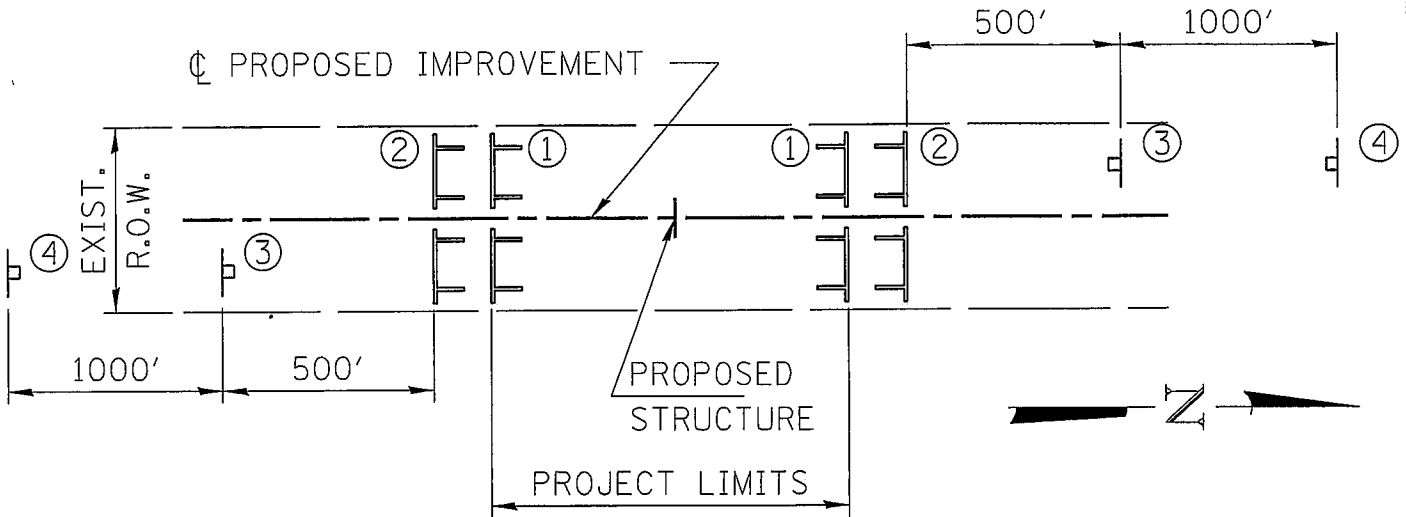 500'
1000'
℄ PROPOSED IMPROVEMENT
②
①
①
②
③
④
EXIST.
R.O.W.
④
③
1000'
500'
PROPOSED
STRUCTURE
N
PROJECT LIMITS